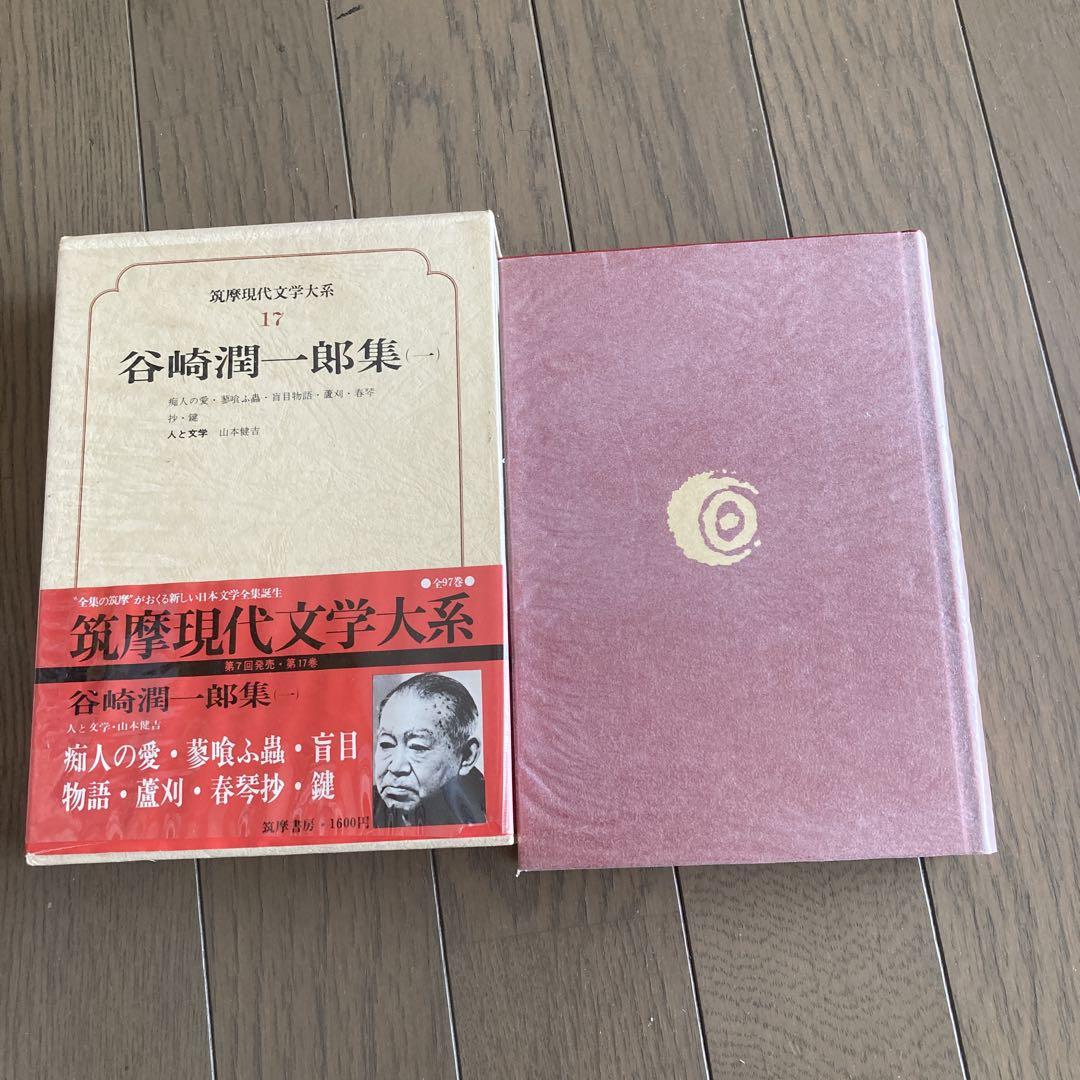 筑摩現代文学大系
17
谷崎潤一郎集(一)
痴人の愛・蓼喰ふ蟲・盲目物語・蘆刈・春琴
抄・鍵
人と文学 山本健吉
●全97巻●
"全集の筑摩"がおくる新しい日本文学全集誕生
筑摩現代文学大系
第7回発売・第17巻
谷崎潤一郎集(一)
人と文学・山本健吉
痴人の愛・蓼喰ふ蟲・盲目
物語・蘆刈・春琴抄・鍵
筑摩書房・1600円